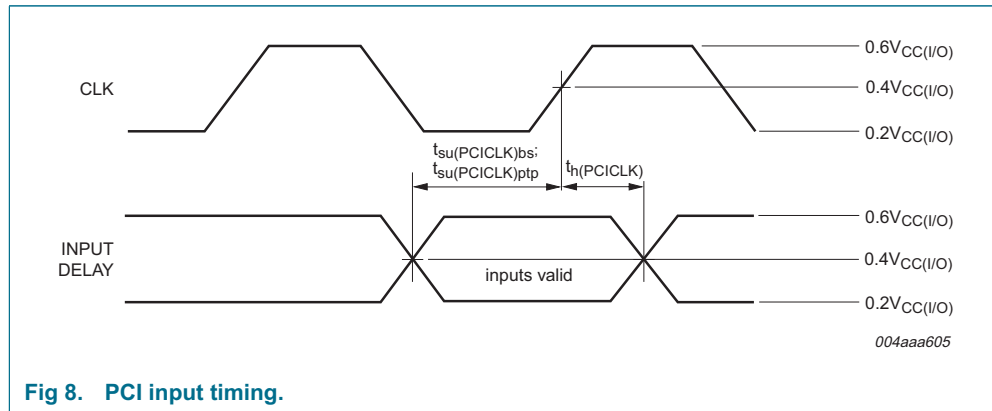 CLK
0.6VCC(I/O)
0.4VCC(I/O)
0.2VCC(I/O)
tsu(PCICLK)bs;
tsu(PCICLK)ptp
th(PCICLK)
INPUT
DELAY
inputs valid
0.6VCC(I/O)
0.4VCC(I/O)
0.2VCC(I/O)
004aaa605
Fig 8. PCI input timing.